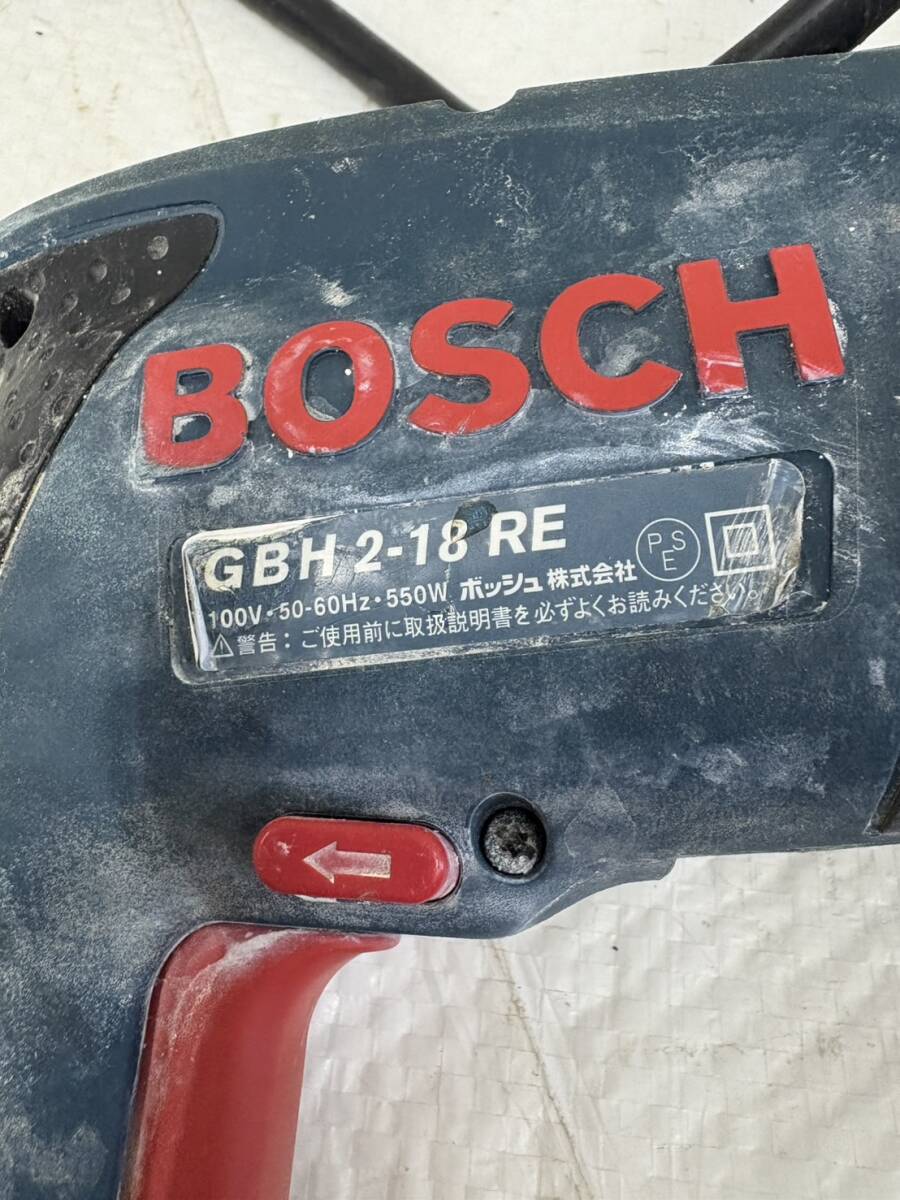 BOSCH
GBH 2-18 RE
PSE
100V・50-60Hz・550W ボッシュ株式会社
⚠警告：ご使用前に取扱説明書を必ずよくお読みください。